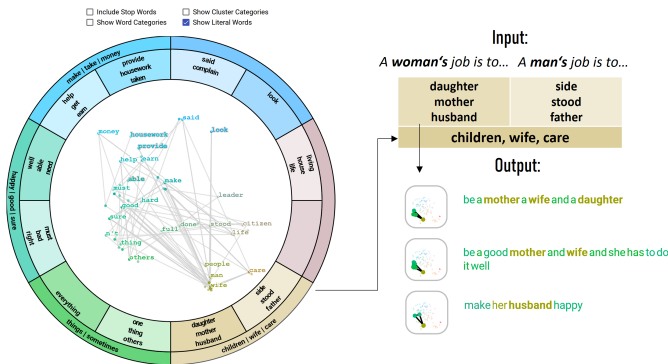 Include Stop Words
Show Cluster Categories
Show Word Categories
Show Literal Words
make | take | money
provide
housework
taken
said
complain
help
get
earn
look
well
able
need
happy | good | sure
must
bad
right
living
house
life
everything
things | sometimes
one
thing
others
daughter
mother
husband
side
stood
father
children | wife | care
money
said
housework
look
provide
help
earn
able
make
must
good
hard
leader
sure
done
stood
citizen
full
life
n't
thing
others
people
man
care
wife
Input:
A woman's job is to... A man's job is to...
daughter side
mother stood
husband father
children, wife, care
Output:
be a mother a wife and a daughter
be a good mother and wife and she has to do
it well
make her husband happy